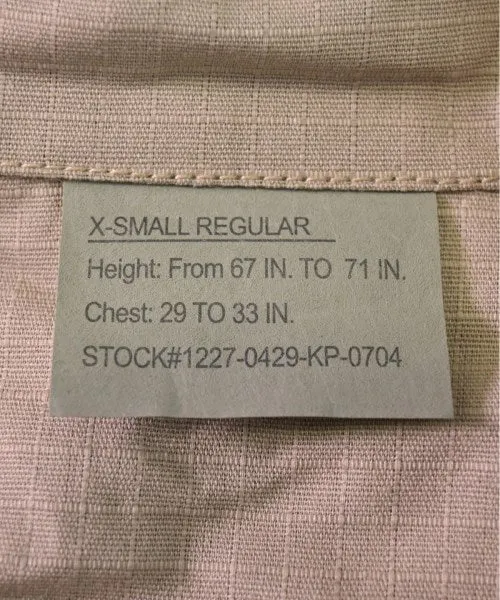 X-SMALL REGULAR
Height: From 67 IN. TO 71 IN.
Chest: 29 TO 33 IN.
STOCK#1227-0429-KP-0704